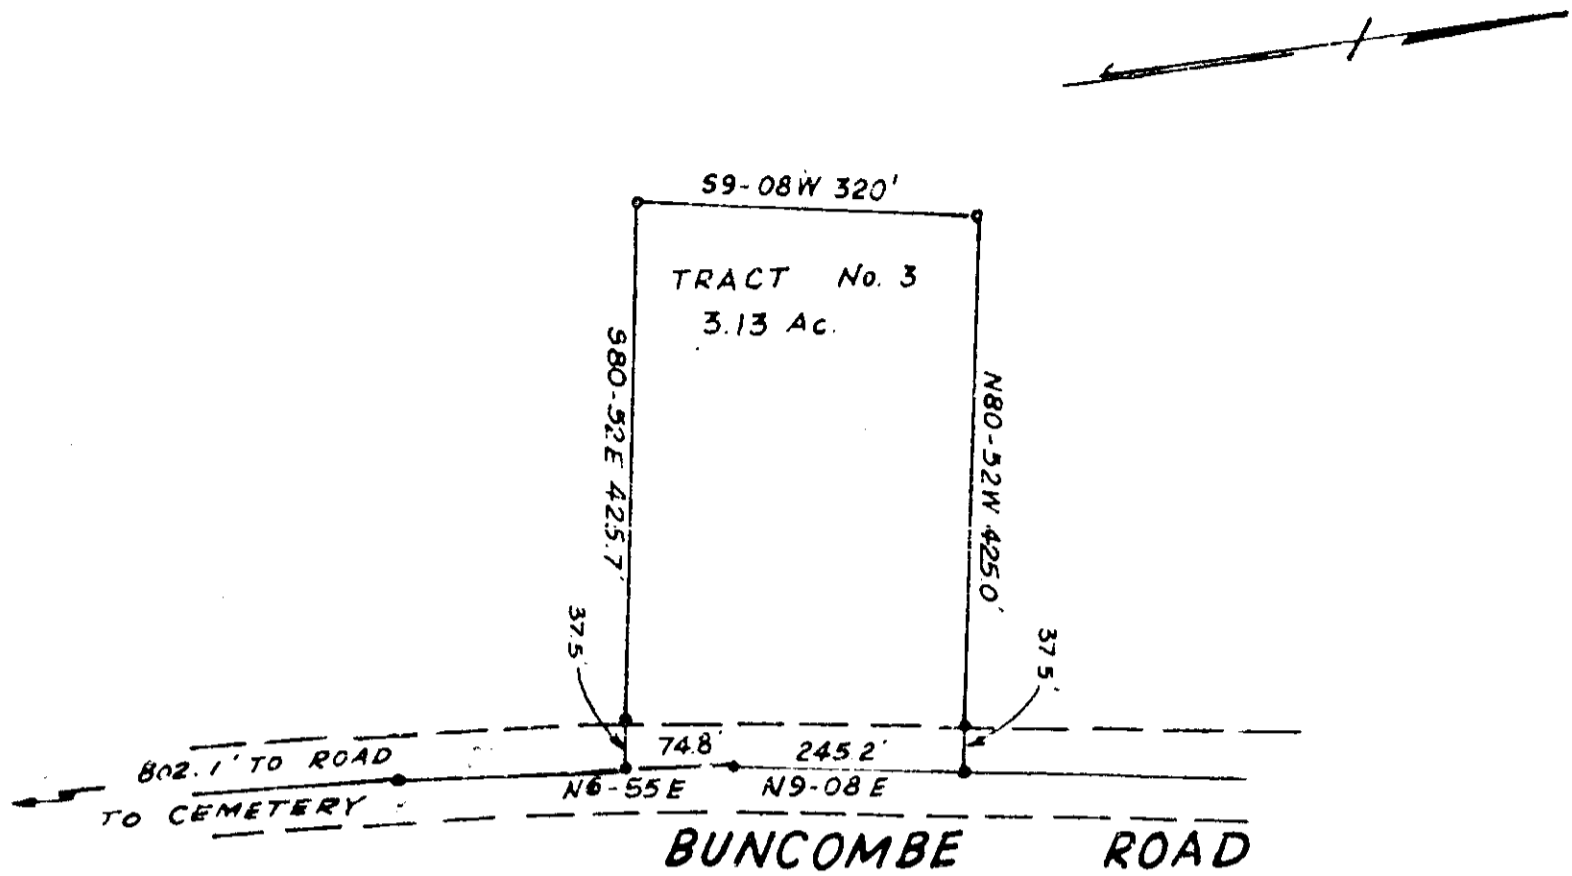 S9-08W 320'
TRACT No. 3
3.13 Ac.
S80-52E 425.7'
N80-52W 425.0'
37.5'
37.5'
74.8'
245.2'
802.1' TO ROAD
TO CEMETERY
N6-55E
N9-08E
BUNCOMBE ROAD